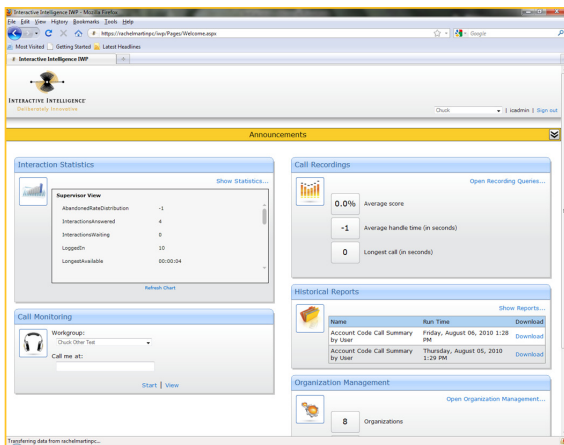 Interactive Intelligence IWP - Mozilla Firefox
File Edit View History Bookmarks Tools Help
https://rachelmartinpc/iwp/Pages/Welcome.aspx
Google
Most Visited Getting Started Latest Headlines
Interactive Intelligence IWP
INTERACTIVE INTELLIGENCE
Deliberately Innovative
Chuck | icadmin | Sign out
Announcements
Interaction Statistics
Show Statistics...
Supervisor View
AbandonedRateDistribution -1
InteractionsAnswered 4
InteractionsWaiting 0
LoggedIn 10
LongestAvailable 00:00:04
Refresh Chart
Call Monitoring
Workgroup:
Chuck Other Test
Call me at:
Start | View
Call Recordings
Open Recording Queries...
0.0% Average score
-1 Average handle time (in seconds)
0 Longest call (in seconds)
Historical Reports
Show Reports...
Name Run Time Download
Account Code Call Summary by User Friday, August 06, 2010 1:28 PM Download
Account Code Call Summary by User Thursday, August 05, 2010 1:29 PM Download
Organization Management
Open Organization Management...
8 Organizations
Transferring data from rachelmartinpc...